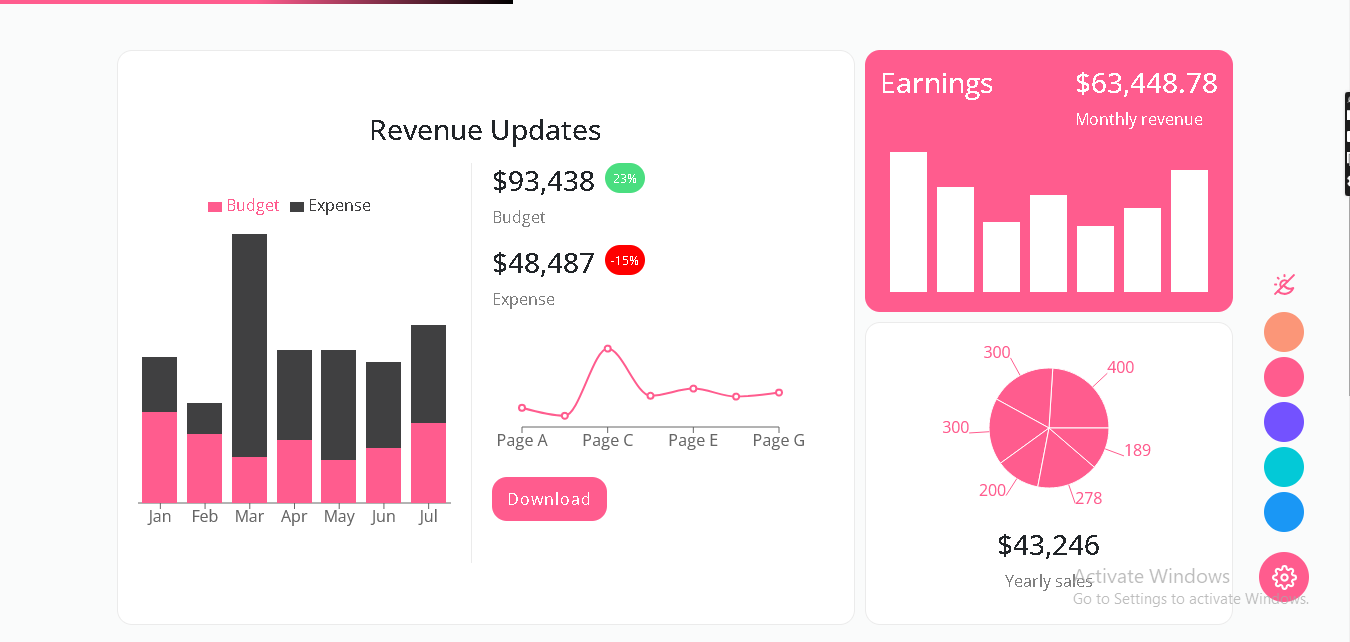 Revenue Updates
Budget Expense
Jan Feb Mar Apr May Jun Jul
$93,438 23%
Budget
$48,487 -15%
Expense
Page A Page C Page E Page G
Download
Earnings $63,448.78
Monthly revenue
300 400
300 189
200 278
$43,246
Yearly sales
Activate Windows
Go to Settings to activate Windows.